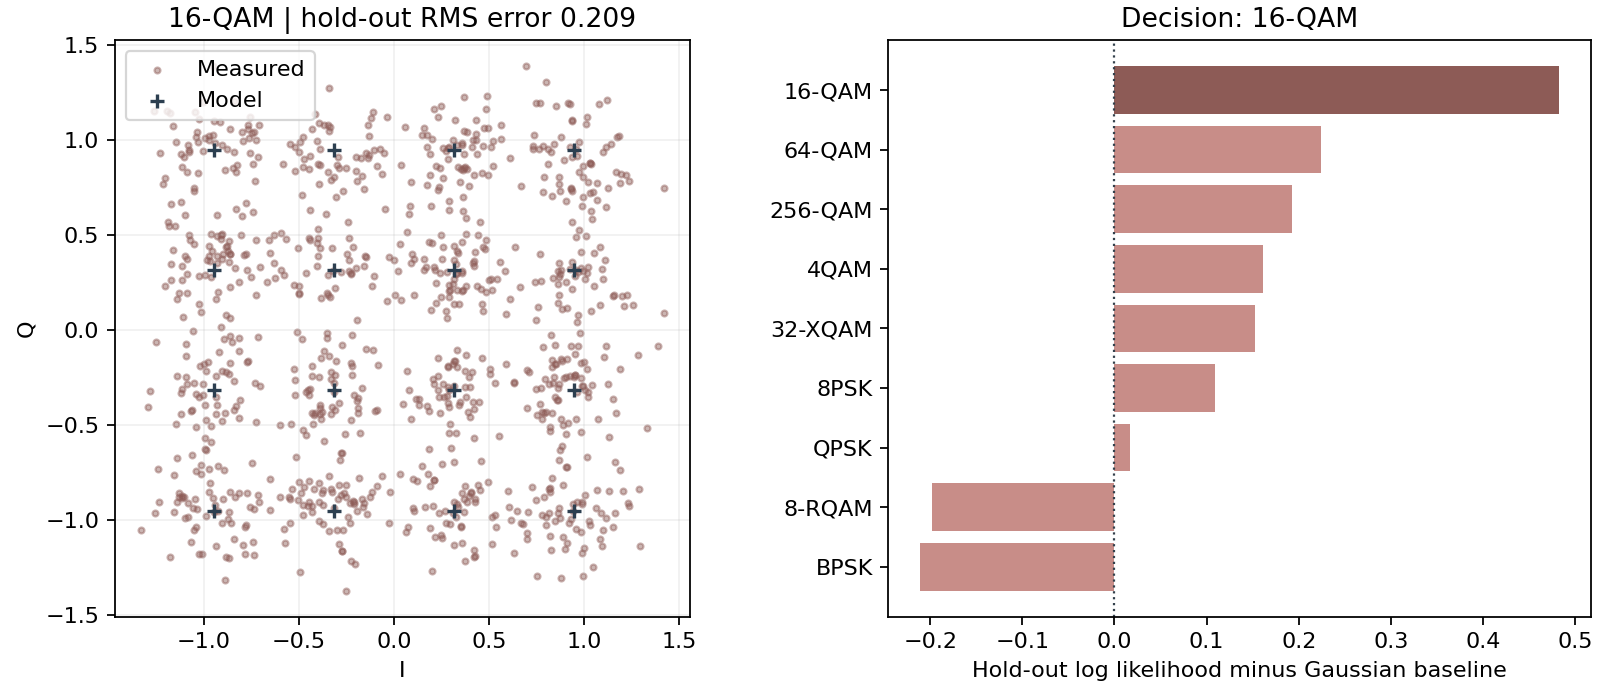 16-QAM | hold-out RMS error 0.209
Measured
Model
1.5
1.0
0.5
0.0
−0.5
−1.0
−1.5
Q
−1.0
−0.5
0.0
0.5
1.0
1.5
I
Decision: 16-QAM
16-QAM
64-QAM
256-QAM
4QAM
32-XQAM
8PSK
QPSK
8-RQAM
BPSK
−0.2
−0.1
0.0
0.1
0.2
0.3
0.4
0.5
Hold-out log likelihood minus Gaussian baseline